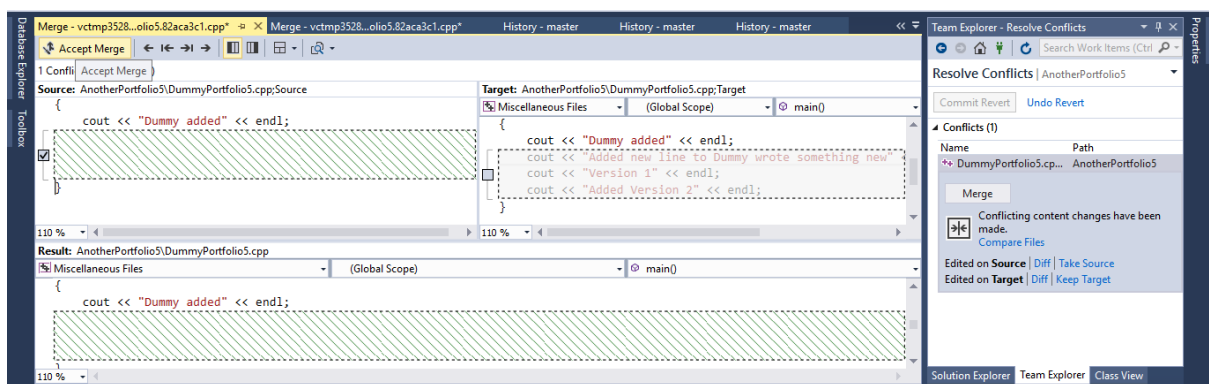 Database Explorer
Toolbox
Merge - vctmp3528...olio5.82aca3c1.cpp*
Merge - vctmp3528...olio5.82aca3c1.cpp*
History - master
History - master
History - master
Accept Merge
1 Confli
Accept Merge
)
Source: AnotherPortfolio5\DummyPortfolio5.cpp;Source
{
cout << "Dummy added" << endl;
}
110 %
Target: AnotherPortfolio5\DummyPortfolio5.cpp;Target
Miscellaneous Files
(Global Scope)
main()
{
cout << "Dummy added" << endl;
cout << "Added new line to Dummy wrote something new"
cout << "Version 1" << endl;
cout << "Added Version 2" << endl;
}
110 %
Result: AnotherPortfolio5\DummyPortfolio5.cpp
Miscellaneous Files
(Global Scope)
main()
{
cout << "Dummy added" << endl;
110 %
Team Explorer - Resolve Conflicts
Search Work Items (Ctrl
Resolve Conflicts | AnotherPortfolio5
Commit Revert Undo Revert
Conflicts (1)
Name Path
DummyPortfolio5.cp... AnotherPortfolio5
Merge
Conflicting content changes have been
made.
Compare Files
Edited on Source | Diff | Take Source
Edited on Target | Diff | Keep Target
Solution Explorer Team Explorer Class View
Properties